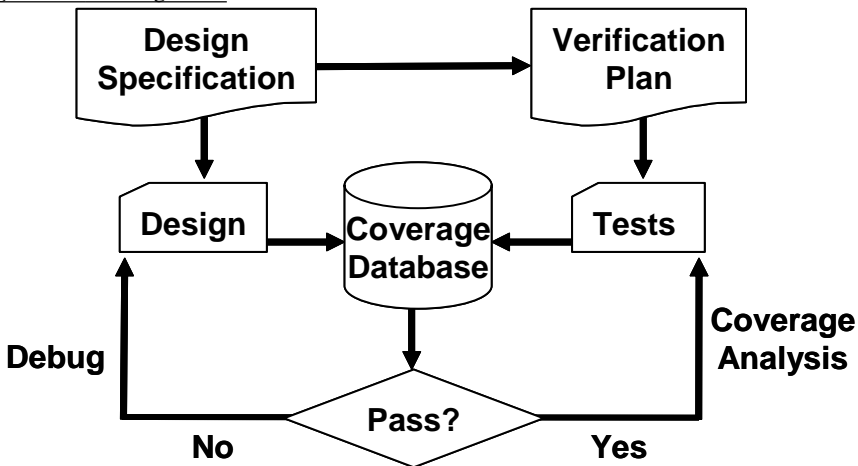 Design
Specification
Verification
Plan
Design
Coverage
Database
Tests
Debug
Coverage
Analysis
Pass?
No
Yes